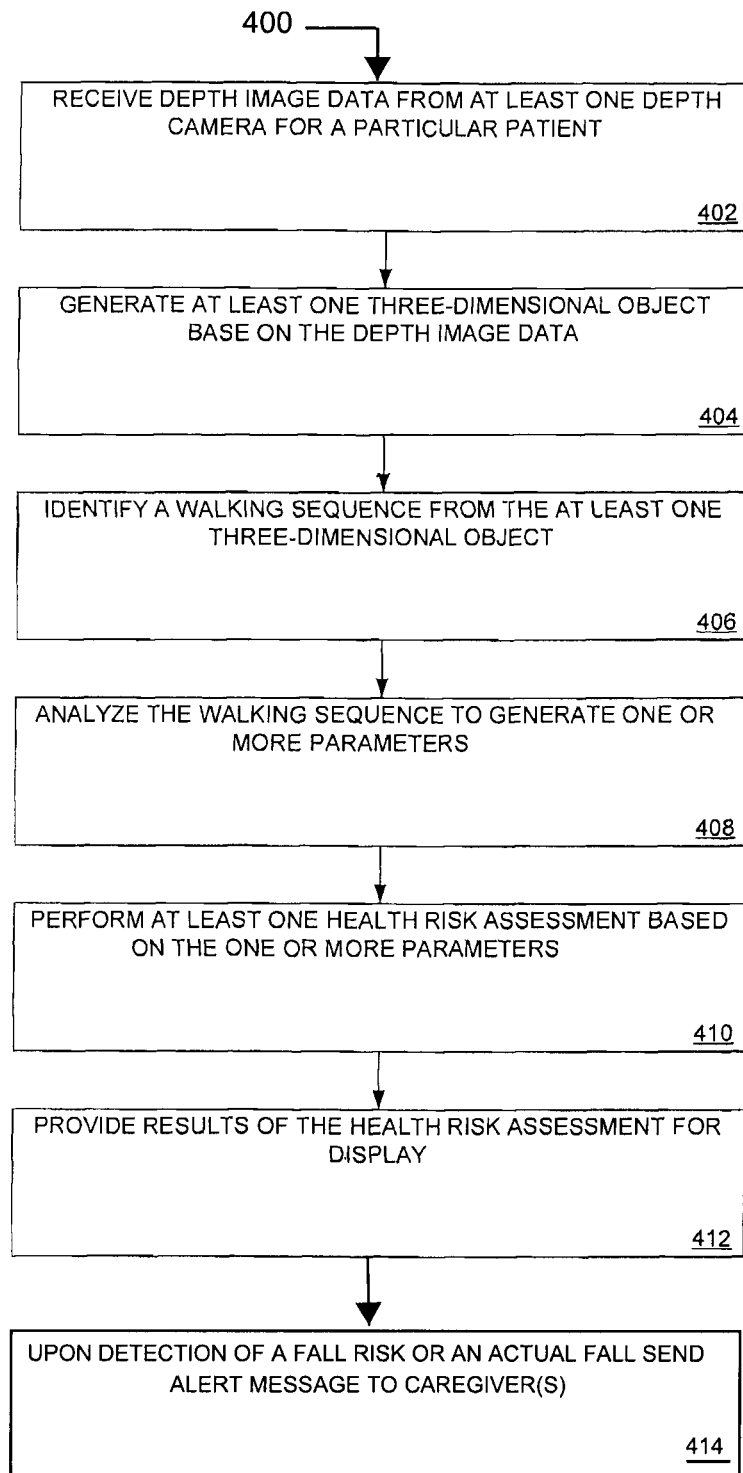 400
RECEIVE DEPTH IMAGE DATA FROM AT LEAST ONE DEPTH
CAMERA FOR A PARTICULAR PATIENT
402
GENERATE AT LEAST ONE THREE-DIMENSIONAL OBJECT
BASE ON THE DEPTH IMAGE DATA
404
IDENTIFY A WALKING SEQUENCE FROM THE AT LEAST ONE
THREE-DIMENSIONAL OBJECT
406
ANALYZE THE WALKING SEQUENCE TO GENERATE ONE OR
MORE PARAMETERS
408
PERFORM AT LEAST ONE HEALTH RISK ASSESSMENT BASED
ON THE ONE OR MORE PARAMETERS
410
PROVIDE RESULTS OF THE HEALTH RISK ASSESSMENT FOR
DISPLAY
412
UPON DETECTION OF A FALL RISK OR AN ACTUAL FALL SEND
ALERT MESSAGE TO CAREGIVER(S)
414